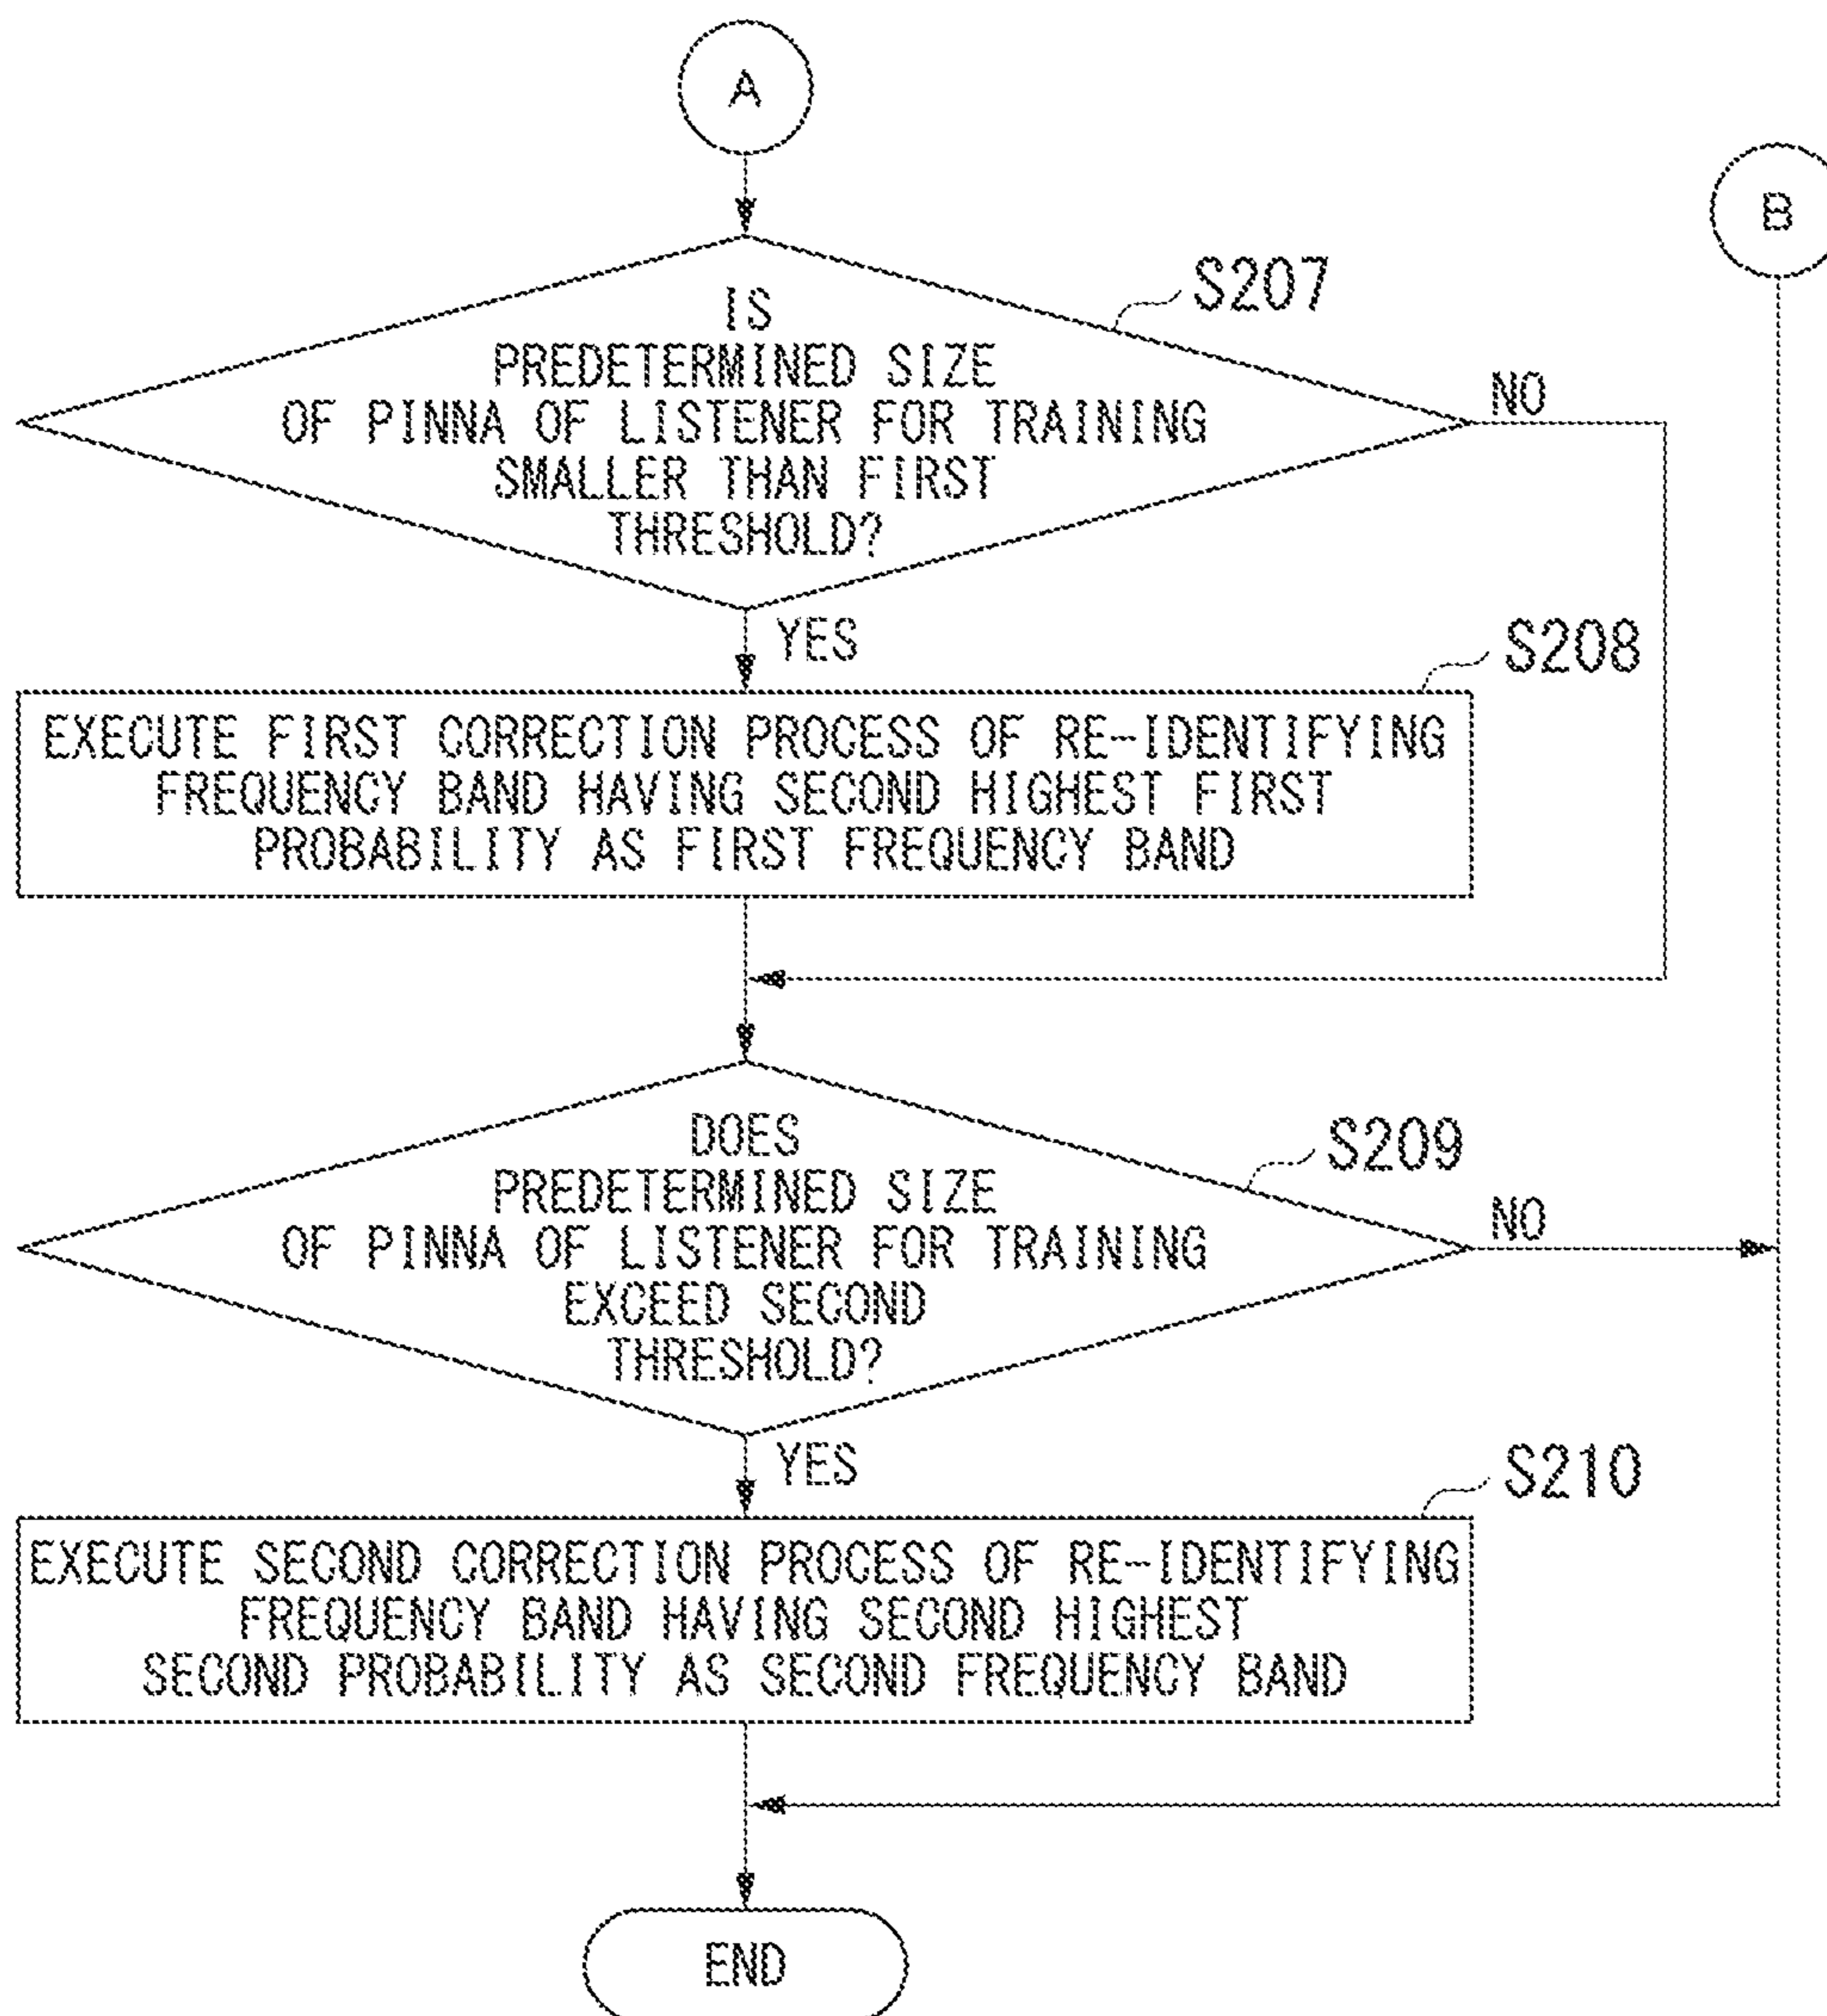 A
B
S207
IS
PREDETERMINED SIZE
OF PINNA OF LISTENER FOR TRAINING
SMALLER THAN FIRST
THRESHOLD?
NO
YES
S208
EXECUTE FIRST CORRECTION PROCESS OF RE-IDENTIFYING
FREQUENCY BAND HAVING SECOND HIGHEST FIRST
PROBABILITY AS FIRST FREQUENCY BAND
S209
DOES
PREDETERMINED SIZE
OF PINNA OF LISTENER FOR TRAINING
EXCEED SECOND
THRESHOLD?
NO
YES
S210
EXECUTE SECOND CORRECTION PROCESS OF RE-IDENTIFYING
FREQUENCY BAND HAVING SECOND HIGHEST
SECOND PROBABILITY AS SECOND FREQUENCY BAND
END